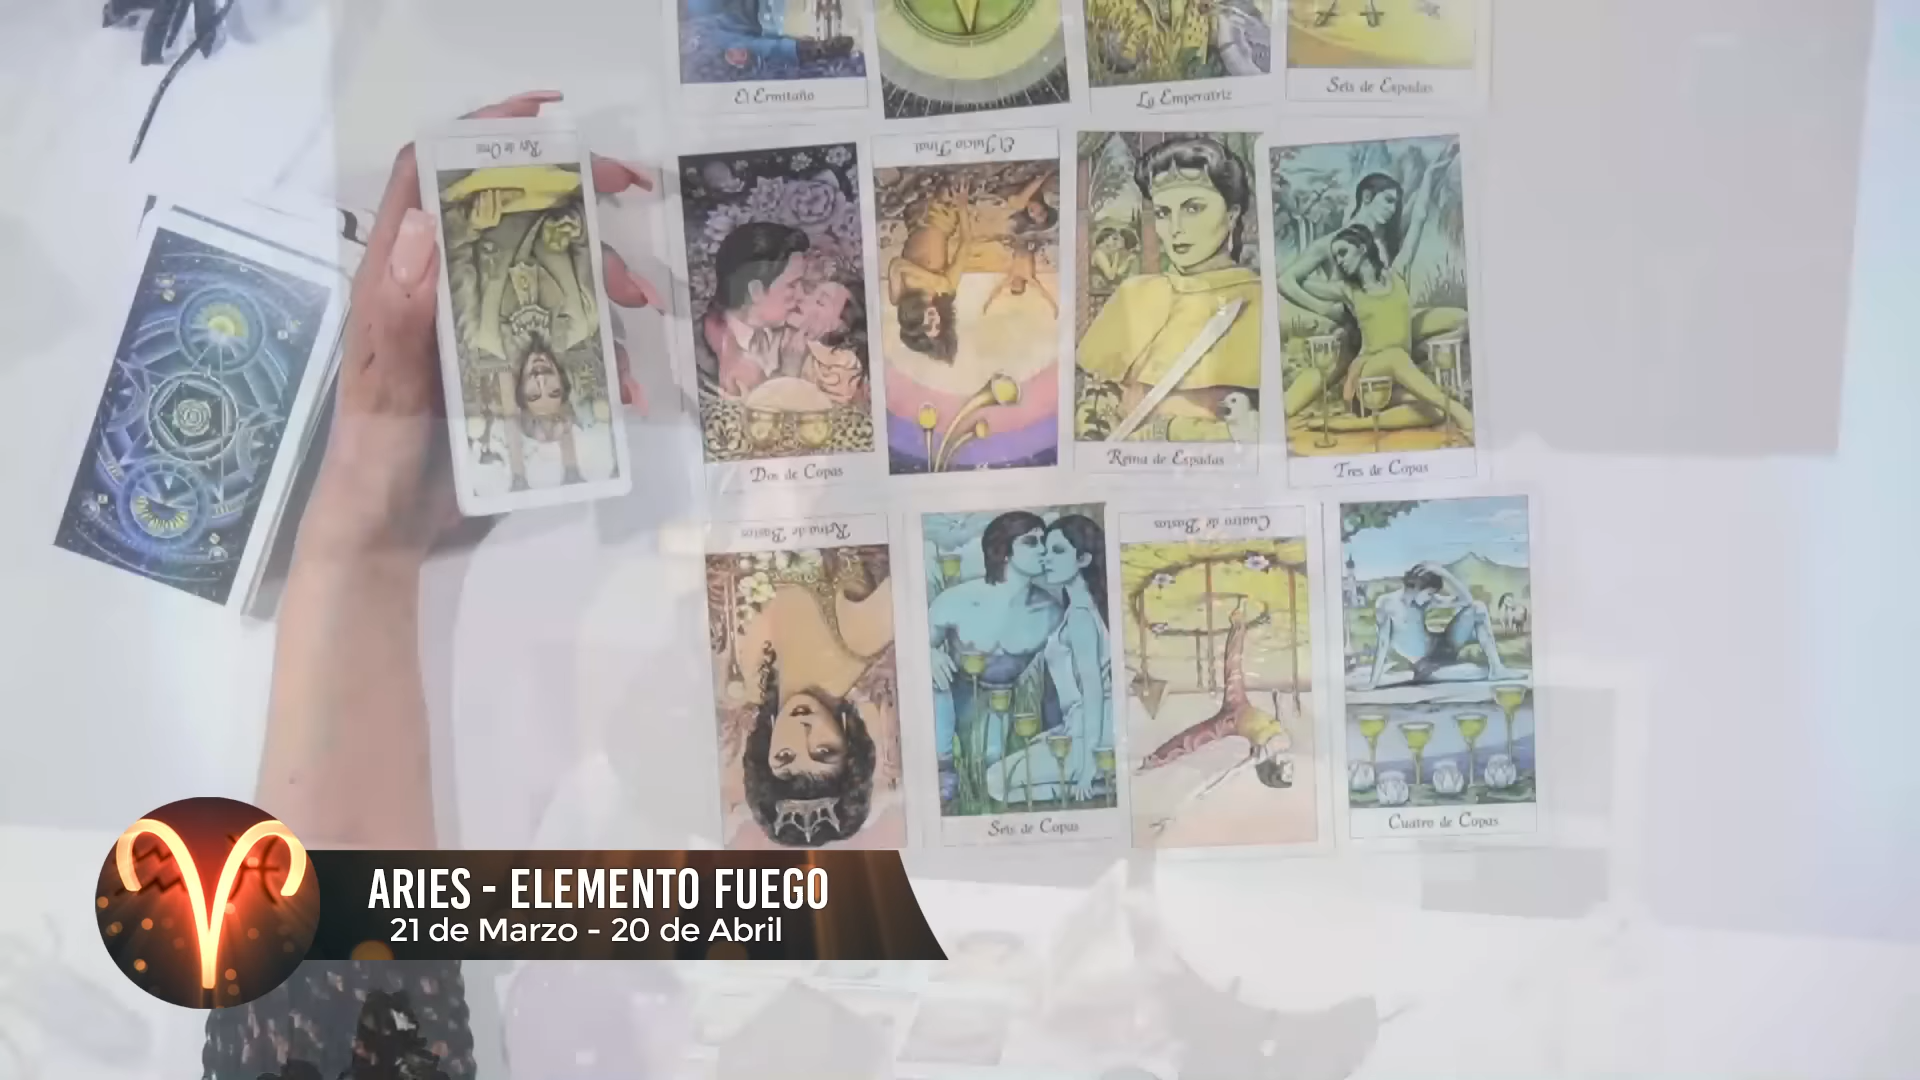 El Ermitaño
La Emperatriz
Seis de Espadas
Rey de Oros
El Juicio Final
Dos de Copas
Reina de Espadas
Tres de Copas
Reina de Bastos
Cuatro de Bastos
Seis de Copas
Cuatro de Copas
ARIES - ELEMENTO FUEGO
21 de Marzo - 20 de Abril